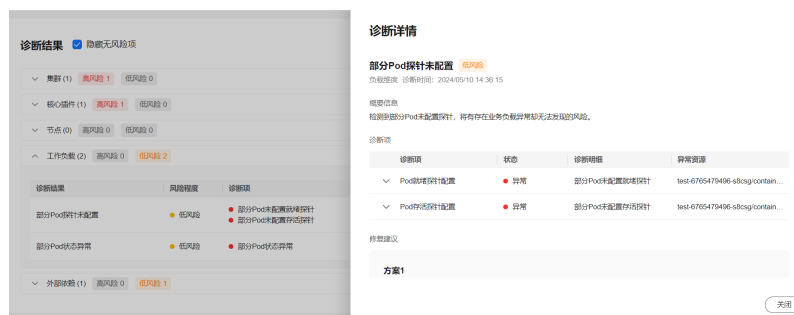 诊断结果 隐藏无风险项
集群 (1) 高风险 1 低风险 0
核心插件 (1) 高风险 1 低风险 0
节点 (0) 高风险 0 低风险 0
工作负载 (2) 高风险 0 低风险 2
诊断结果 风险程度 诊断项
部分Pod探针未配置 低风险 部分Pod未配置就绪探针
部分Pod未配置存活探针
部分Pod状态异常 低风险 部分Pod状态异常
外部依赖 (1) 高风险 0 低风险 1
诊断详情
部分Pod探针未配置 低风险
负载维度 诊断时间：2024/05/10 14:36:15
概要信息
检测到部分Pod未配置探针，将有存在业务负载异常却无法发现的风险。
诊断项
诊断项 状态 诊断明细 异常资源
Pod就绪探针配置 异常 部分Pod未配置就绪探针 test-6765479496-s8csg/contain...
Pod存活探针配置 异常 部分Pod未配置存活探针 test-6765479496-s8csg/contain...
修复建议
方案1
关闭